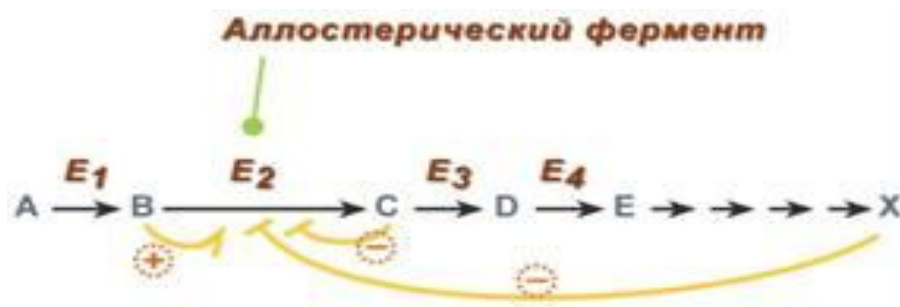 Аллостерический фермент
E1 E2 E3 E4
A B C D E X
+ −
−